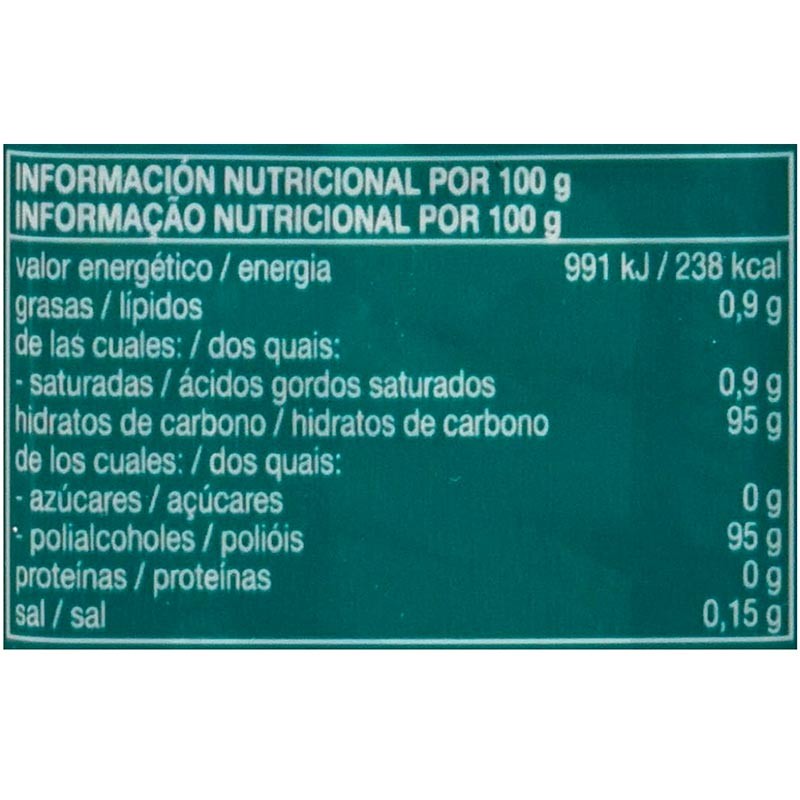 INFORMACIÓN NUTRICIONAL POR 100 g
INFORMAÇÃO NUTRICIONAL POR 100 g
valor energético / energia 991 kJ / 238 kcal
grasas / lípidos 0,9 g
de las cuales: / dos quais:
- saturadas / ácidos gordos saturados 0,9 g
hidratos de carbono / hidratos de carbono 95 g
de los cuales: / dos quais:
- azúcares / açúcares 0 g
- polialcoholes / polióis 95 g
proteínas / proteínas 0 g
sal / sal 0,15 g